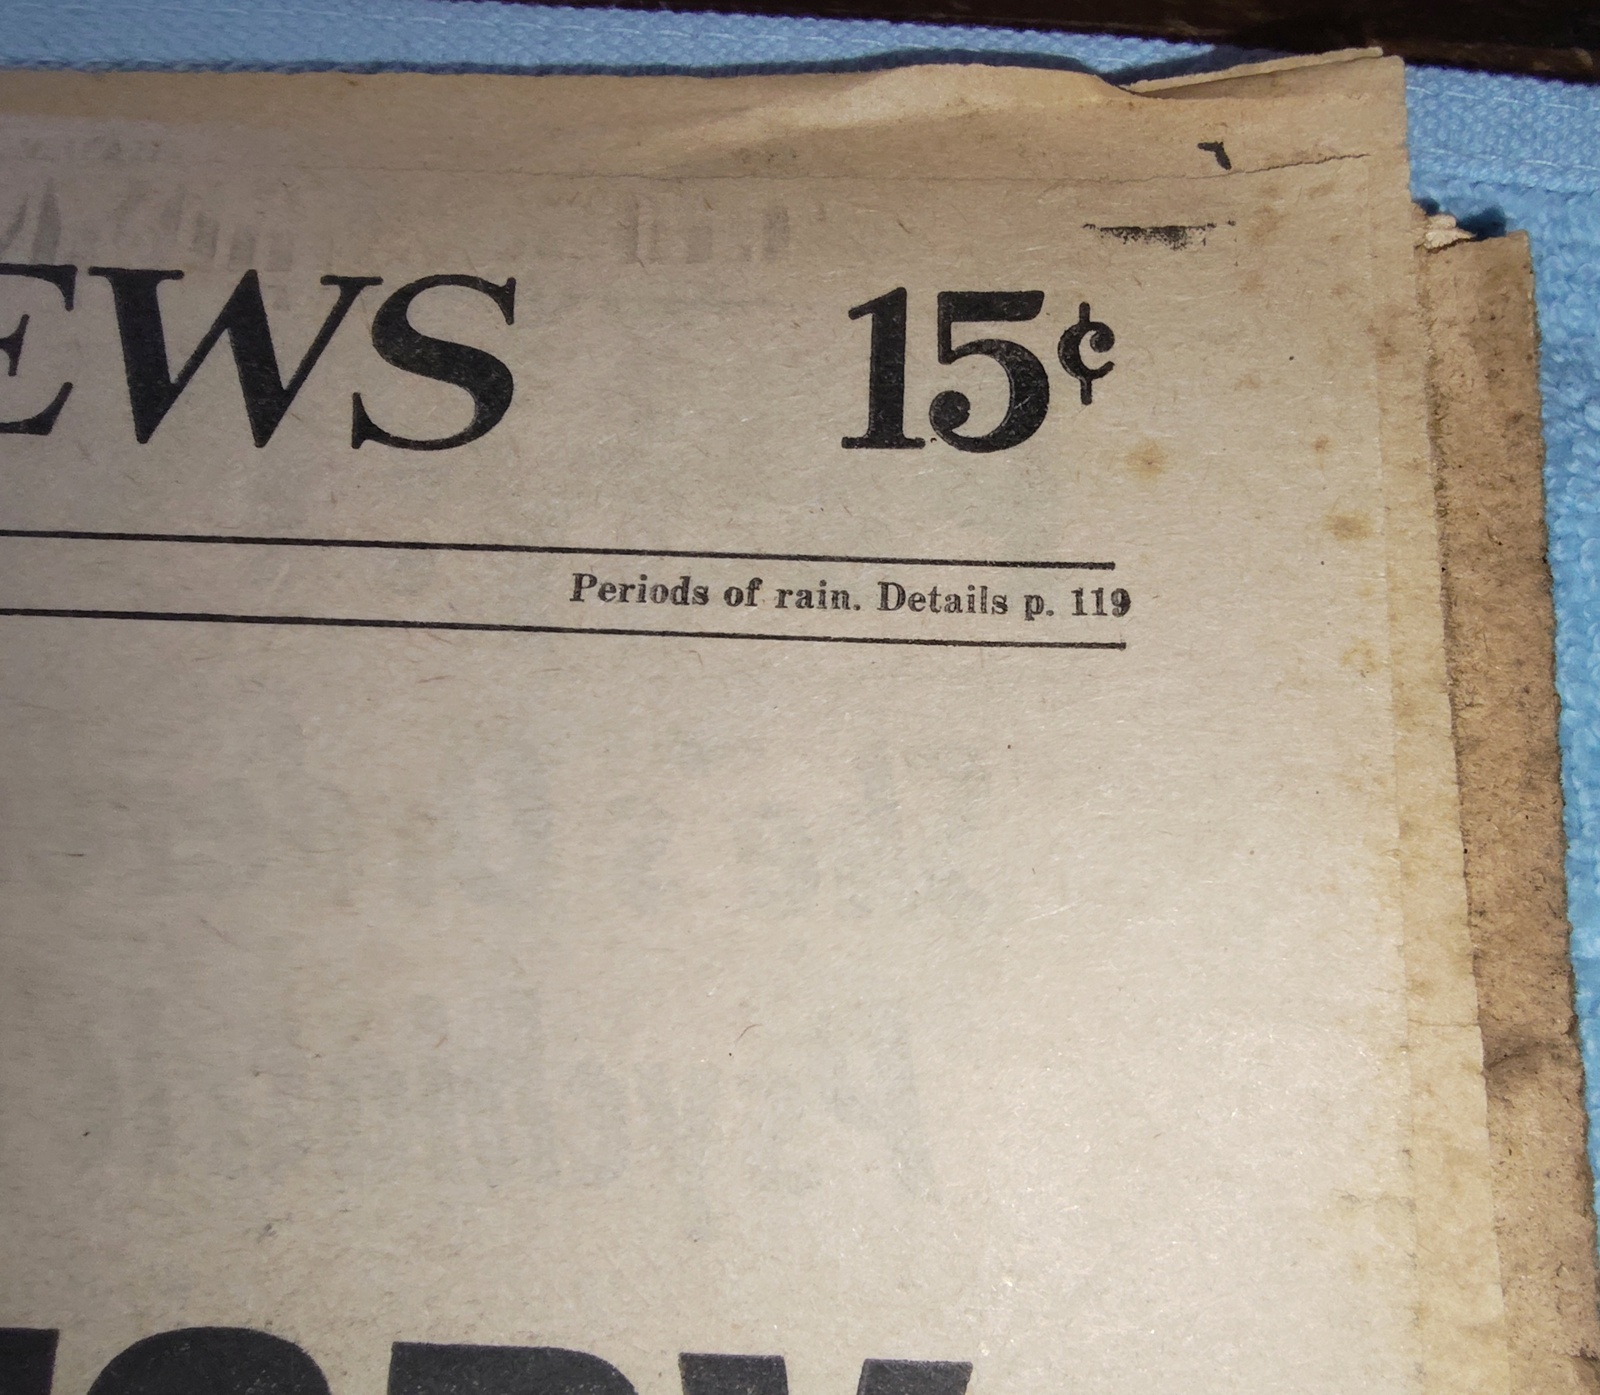 EWS 15¢
Periods of rain. Details p. 119